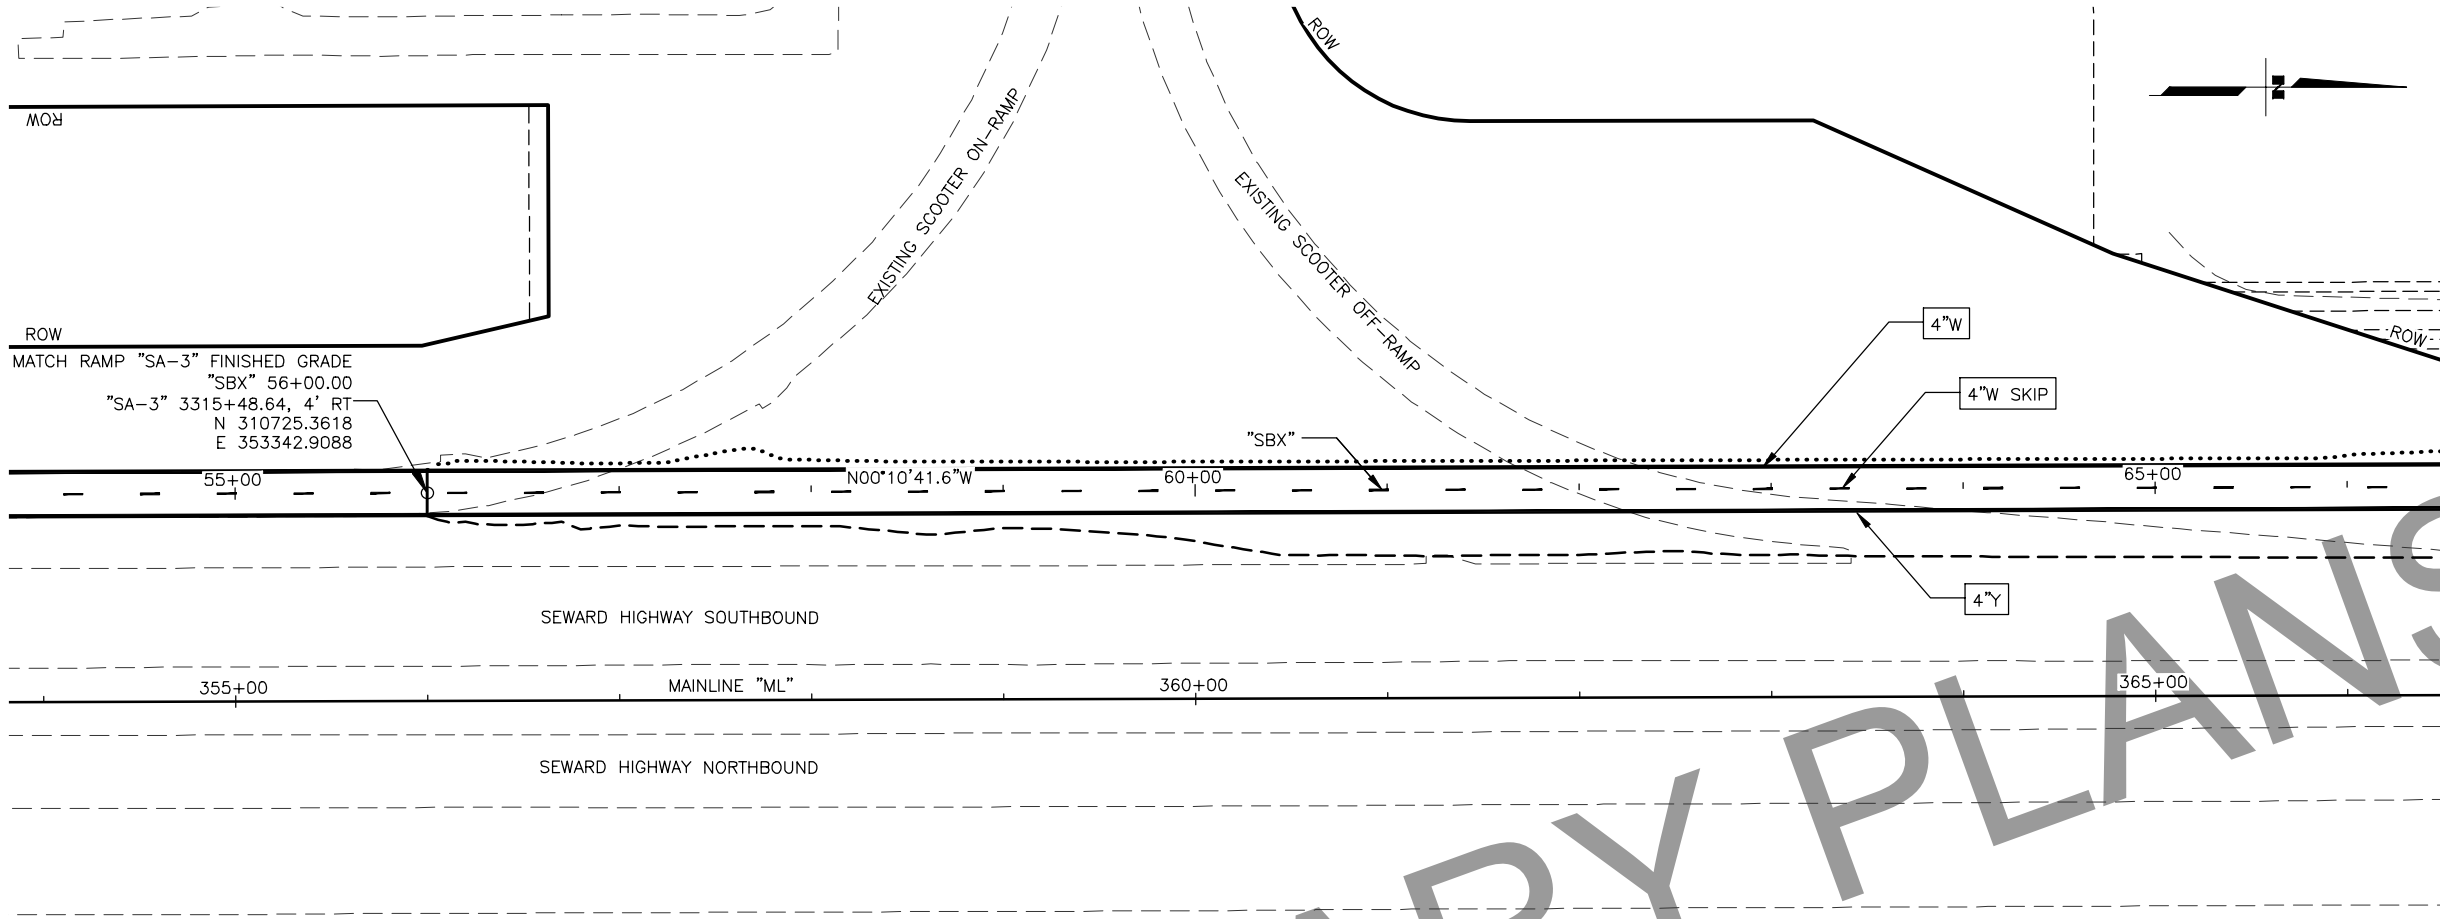 ROW
ROW
N
EXISTING SCOOTER ON-RAMP
EXISTING SCOOTER OFF-RAMP
ROW
ROW
MATCH RAMP "SA-3" FINISHED GRADE
"SBX" 56+00.00
"SA-3" 3315+48.64, 4' RT
N 310725.3618
E 353342.9088
4"W
4"W SKIP
"SBX"
55+00
N00°10'41.6"W
60+00
65+00
4"Y
SEWARD HIGHWAY SOUTHBOUND
355+00
MAINLINE "ML"
360+00
365+00
SEWARD HIGHWAY NORTHBOUND
PLANS